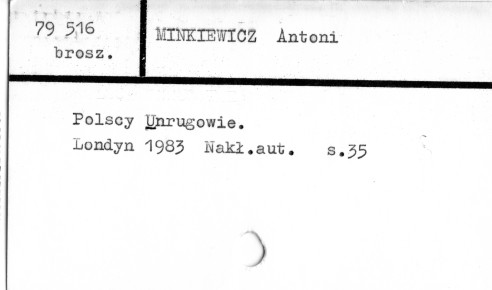 79 516
brosz.
MINKIEWICZ Antoni
Polscy Unrugowie.
Londyn 1983 Nakł.aut. s.35